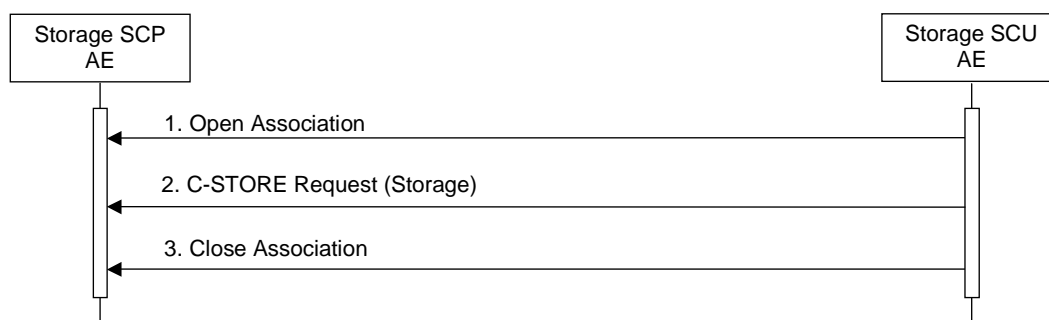 Storage SCP
AE
Storage SCU
AE
1. Open Association
2. C-STORE Request (Storage)
3. Close Association